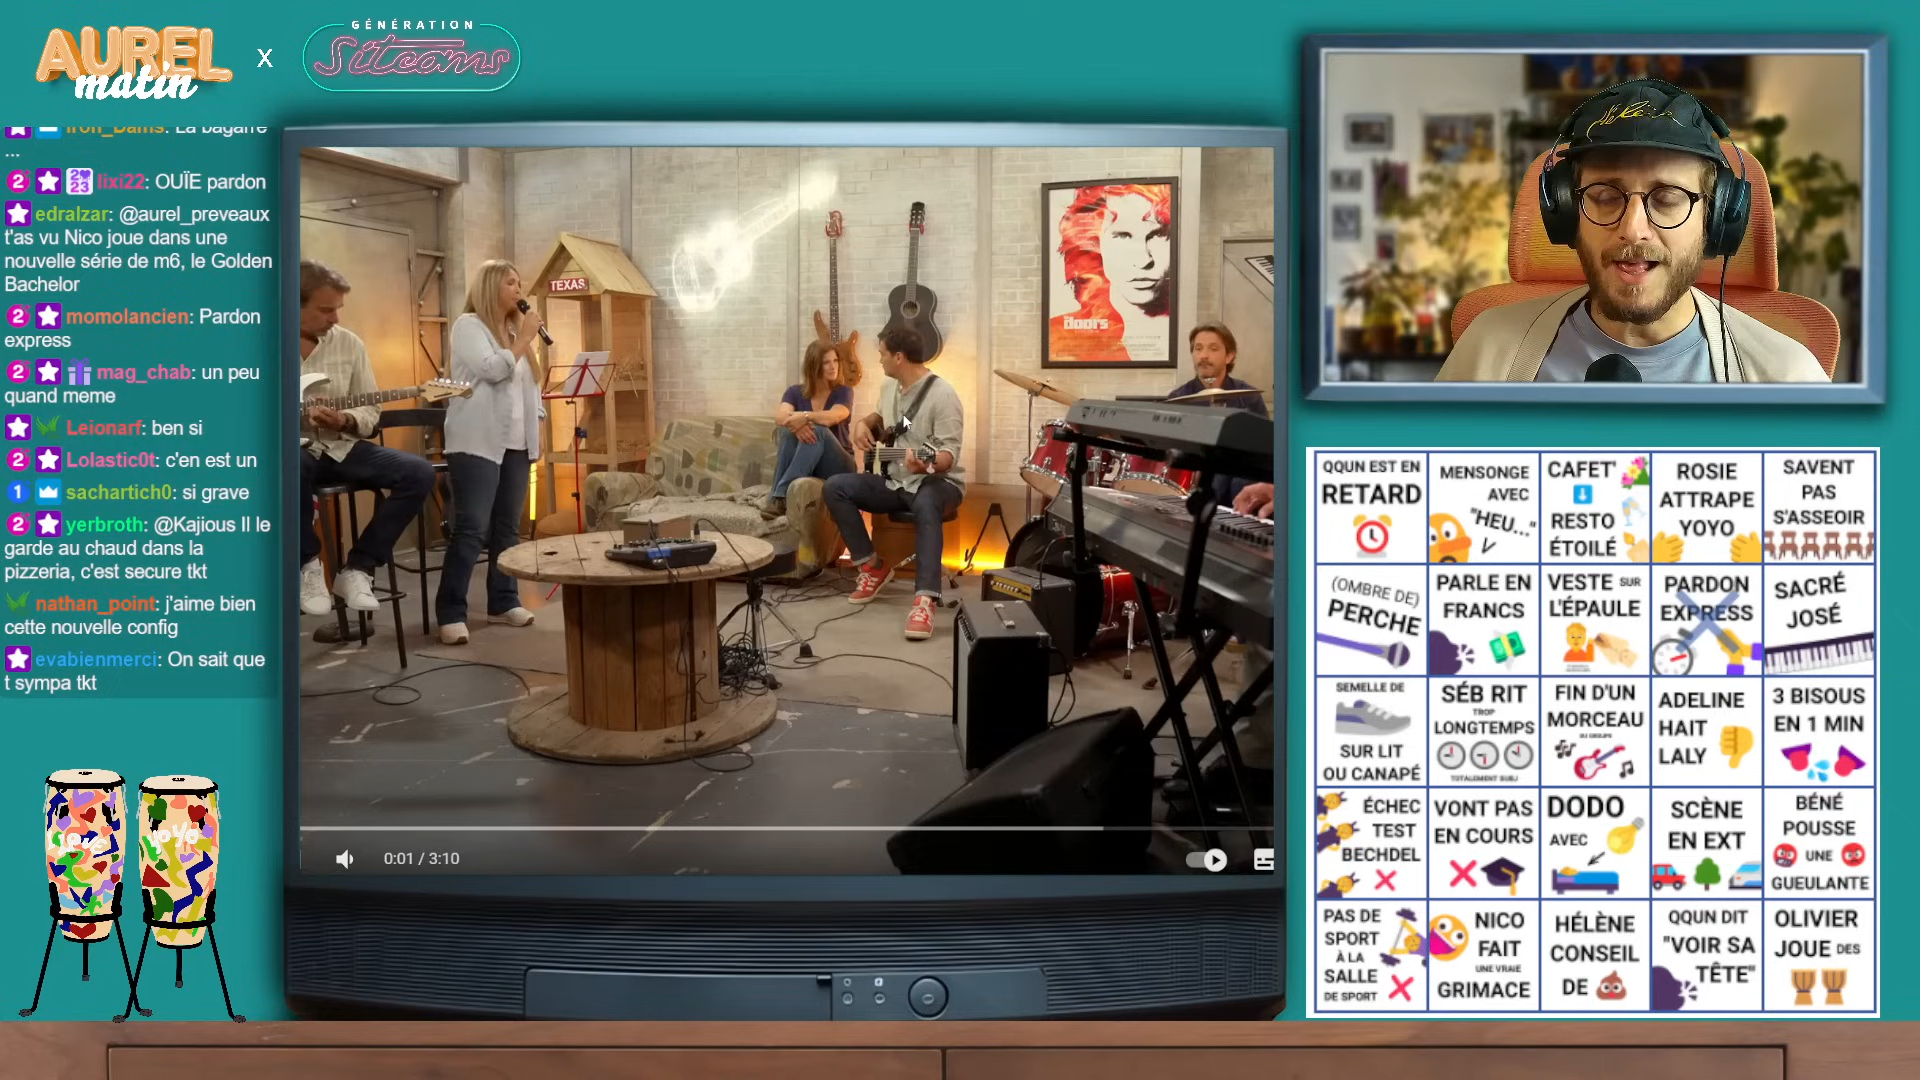 AUREL
matin
X
GÉNÉRATION
Sitcoms
Iron_Dams: La bagarre
...
lixi22: OUÏE pardon
edralzar: @aurel_preveaux
t'as vu Nico joue dans une
nouvelle série de m6, le Golden
Bachelor
momolancien: Pardon
express
mag_chab: un peu
quand meme
Leionarf: ben si
Lolastic0t: c'en est un
sachartich0: si grave
yerbroth: @Kajious Il le
garde au chaud dans la
pizzeria, c'est secure tkt
nathan_point: j'aime bien
cette nouvelle config
evabienmerci: On sait que
t sympa tkt
TEXAS
the
doors
0:01 / 3:10
QQUN EST EN
RETARD
MENSONGE
AVEC
"HEU..."
CAFET'
RESTO
ÉTOILÉ
ROSIE
ATTRAPE
YOYO
SAVENT
PAS
S'ASSEOIR
(OMBRE DE)
PERCHE
PARLE EN
FRANCS
VESTE SUR
L'ÉPAULE
PARDON
EXPRESS
SACRÉ
JOSÉ
SEMELLE DE
SUR LIT
OU CANAPÉ
SÉB RIT
TROP
LONGTEMPS
TOTALEMENT SUBJ
FIN D'UN
MORCEAU
DU GROUPE
ADELINE
HAIT
LALY
3 BISOUS
EN 1 MIN
ÉCHEC
TEST
BECHDEL
VONT PAS
EN COURS
DODO
AVEC
SCÈNE
EN EXT
BÉNÉ
POUSSE
UNE
GUEULANTE
PAS DE
SPORT
À LA
SALLE
DE SPORT
NICO
FAIT
UNE VRAIE
GRIMACE
HÉLÈNE
CONSEIL
DE
QQUN DIT
"VOIR SA
TÊTE"
OLIVIER
JOUE DES